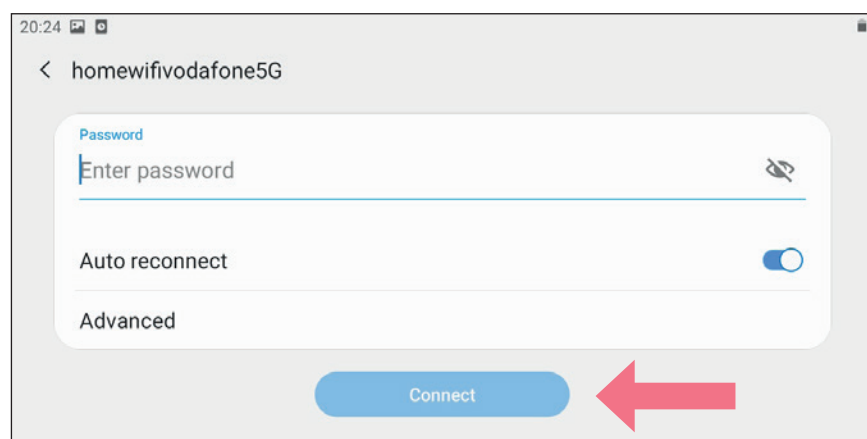 20:24
homewifivodafone5G
Password
Enter password
Auto reconnect
Advanced
Connect